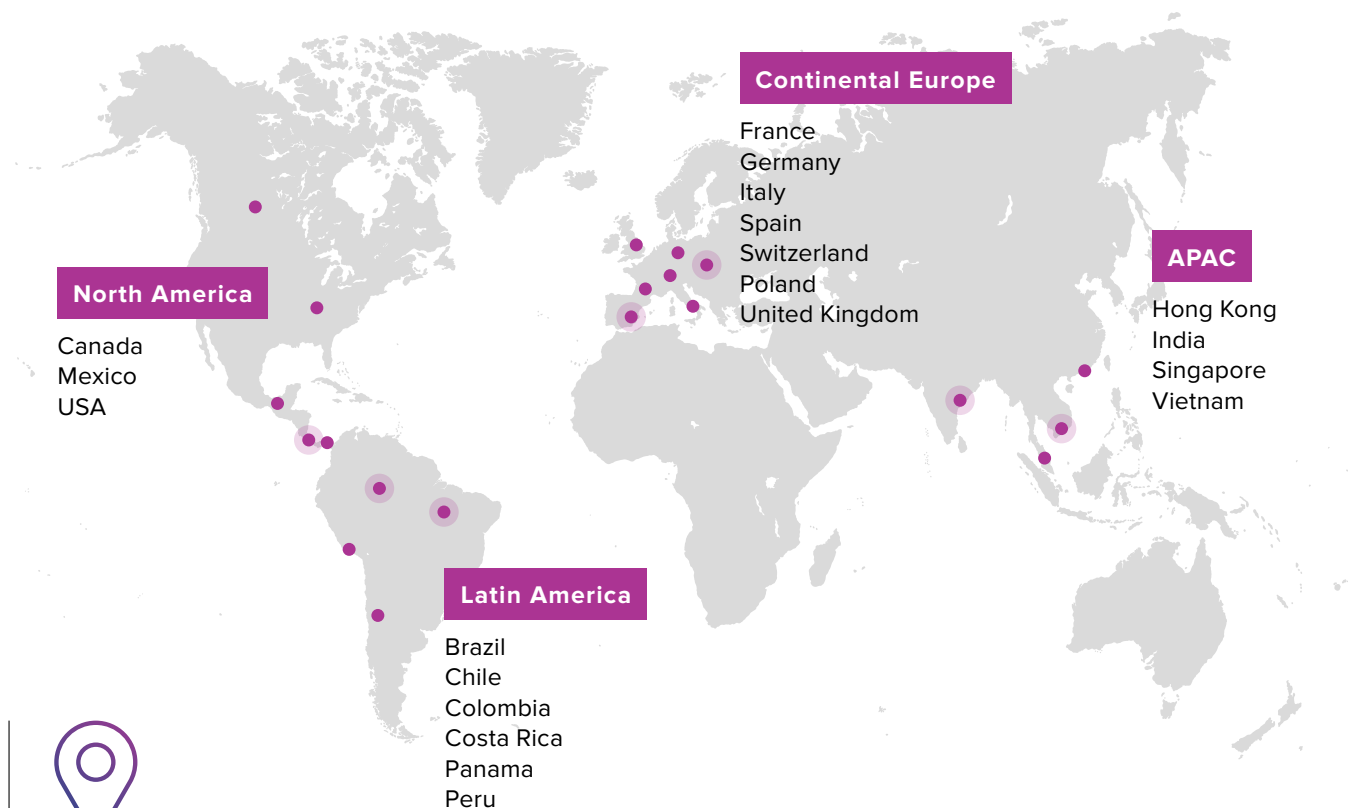 Continental Europe
France
Germany
Italy
Spain
Switzerland
Poland
United Kingdom
APAC
Hong Kong
India
Singapore
Vietnam
North America
Canada
Mexico
USA
Latin America
Brazil
Chile
Colombia
Costa Rica
Panama
Peru